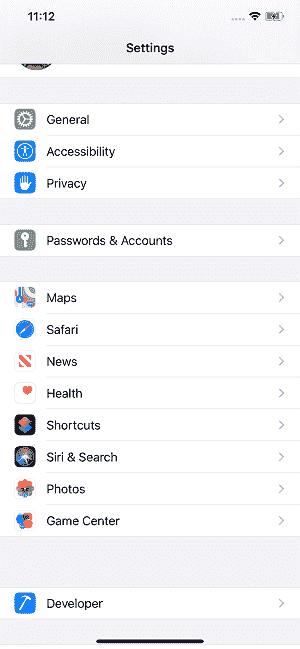 11:12
Settings
General
Accessibility
Privacy
Passwords & Accounts
Maps
Safari
News
Health
Shortcuts
Siri & Search
Photos
Game Center
Developer